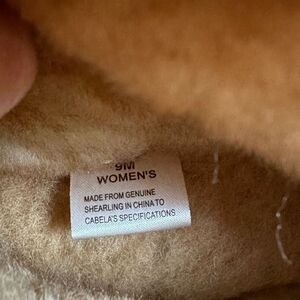 9M
WOMEN'S
MADE FROM GENUINE
SHEARLING IN CHINA TO
CABELA'S SPECIFICATIONS